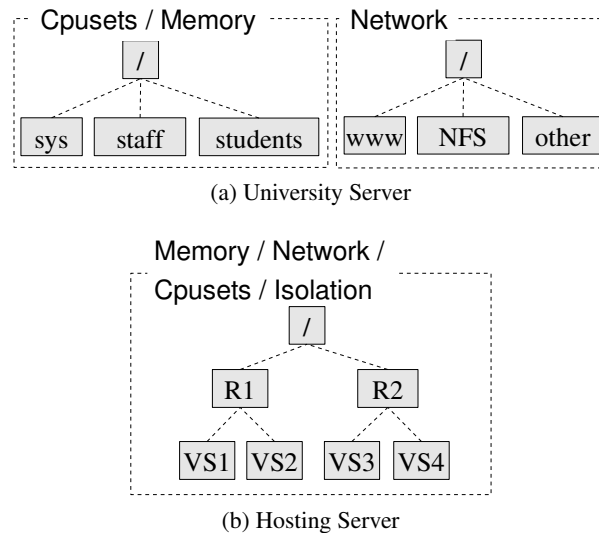 Cpusets / Memory
Network
/
/
sys staff students
www NFS other
(a) University Server
Memory / Network /
Cpusets / Isolation
/
R1 R2
VS1 VS2 VS3 VS4
(b) Hosting Server